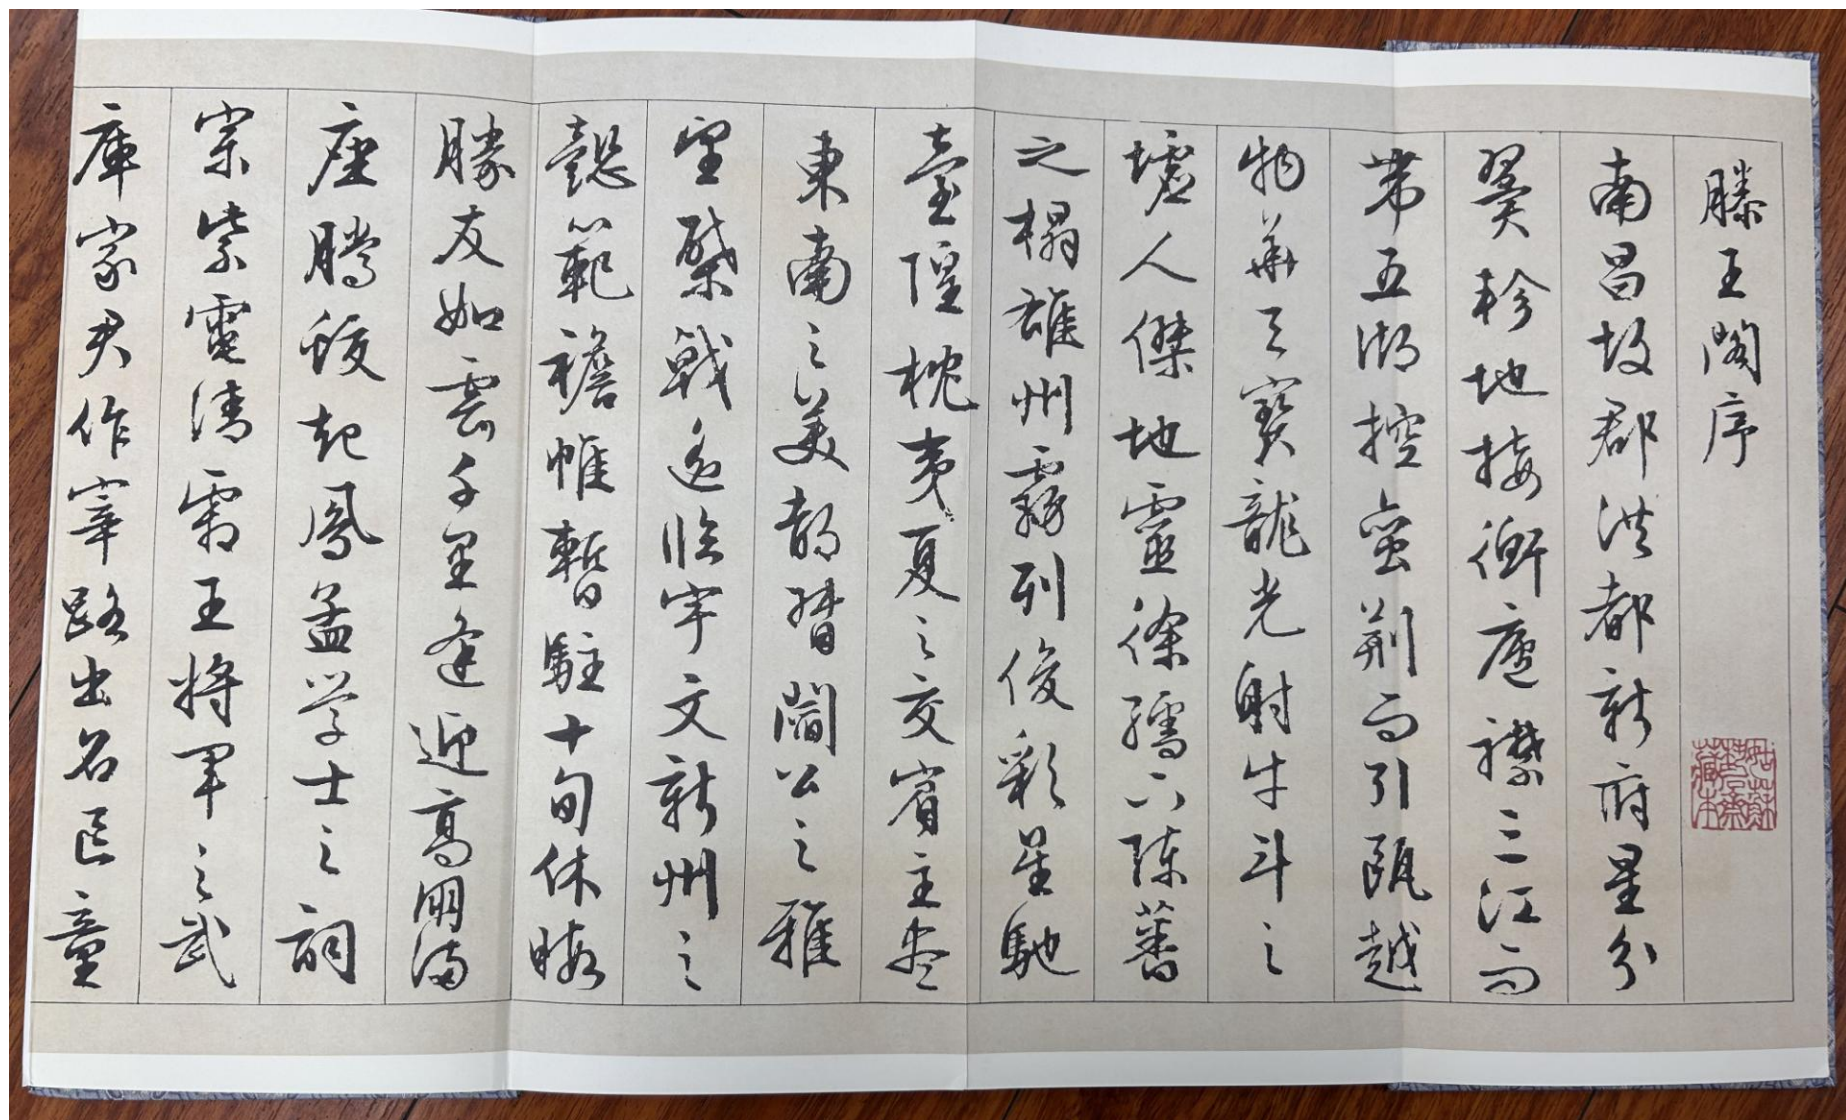 滕王閣序
南昌故郡洪都新府星分
翼軫地接衡廬襟三江而
帶五湖控蠻荊而引甌越
物華天寶龍光射牛斗之
墟人傑地靈徐孺下陳蕃
之榻雄州霧列俊彩星馳
臺隍枕夷夏之交賓主盡
東南之美都督閻公之雅
望棨戟遙臨宇文新州之
懿範襜帷暫駐十旬休暇
勝友如雲千里逢迎高朋滿
座騰蛟起鳳孟学士之詞
宗紫電清霜王將軍之武
庫家君作宰路出名區童